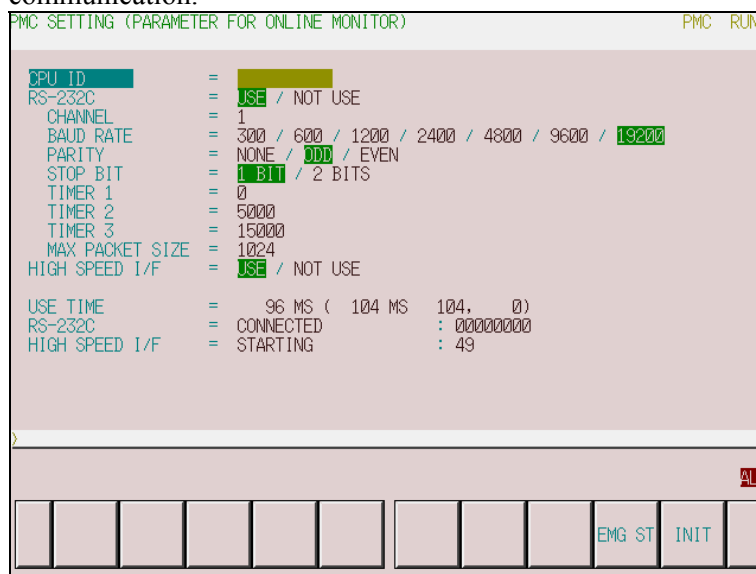 communication.
PMC SETTING (PARAMETER FOR ONLINE MONITOR) PMC RUN
CPU ID =
RS-232C = USE / NOT USE
CHANNEL = 1
BAUD RATE = 300 / 600 / 1200 / 2400 / 4800 / 9600 / 19200
PARITY = NONE / ODD / EVEN
STOP BIT = 1 BIT / 2 BITS
TIMER 1 = 0
TIMER 2 = 5000
TIMER 3 = 15000
MAX PACKET SIZE = 1024
HIGH SPEED I/F = USE / NOT USE
USE TIME = 96 MS ( 104 MS 104, 0)
RS-232C = CONNECTED : 00000000
HIGH SPEED I/F = STARTING : 49
>
AL
EMG ST INIT